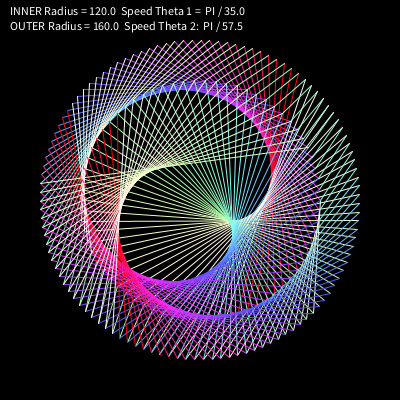 INNER Radius = 120.0  Speed Theta 1 =  PI / 35.0
OUTER Radius = 160.0  Speed Theta 2:  PI / 57.5